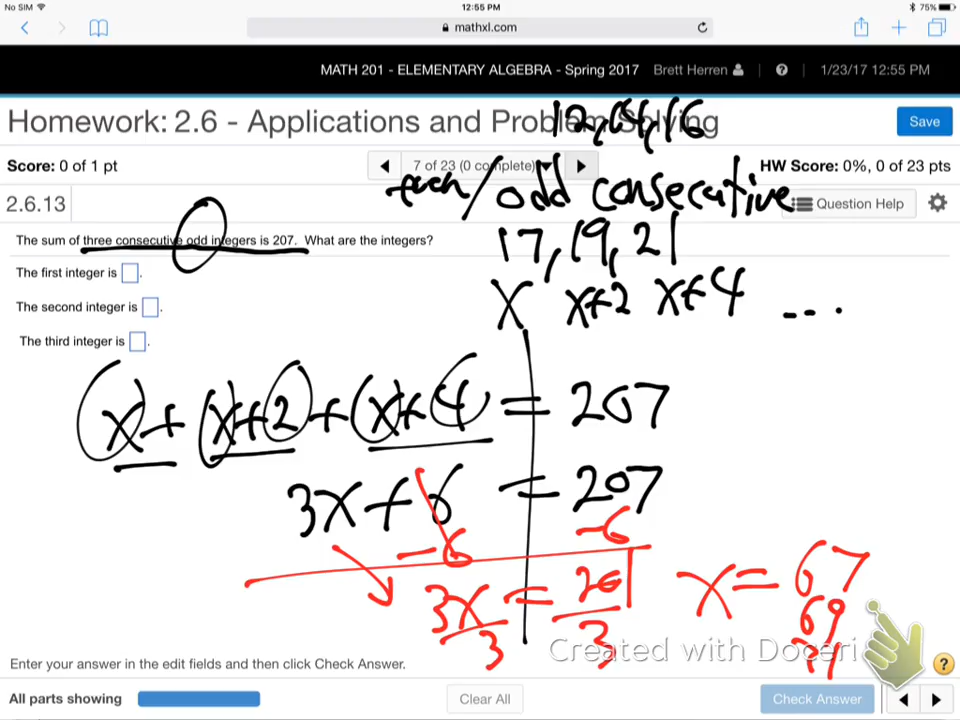 No SIM 12:55 PM 75%
mathxl.com
MATH 201 - ELEMENTARY ALGEBRA - Spring 2017 Brett Herren ? 1/23/17 12:55 PM
Homework: 2.6 - Applications and Problem Solving Save
12, 14, 16
Score: 0 of 1 pt 7 of 23 (0 complete) HW Score: 0%, 0 of 23 pts
even/odd consecutive
2.6.13 Question Help
The sum of three consecutive odd integers is 207. What are the integers?
17, 19, 21
The first integer is .
x x+2 x+4 ...
The second integer is .
The third integer is .
(x)+(x+2)+(x+4) = 207
3x+6 = 207
-6 -6
3x = 201 x = 67
3 3 69
71
Created with Doceri
Enter your answer in the edit fields and then click Check Answer. ?
All parts showing Clear All Check Answer